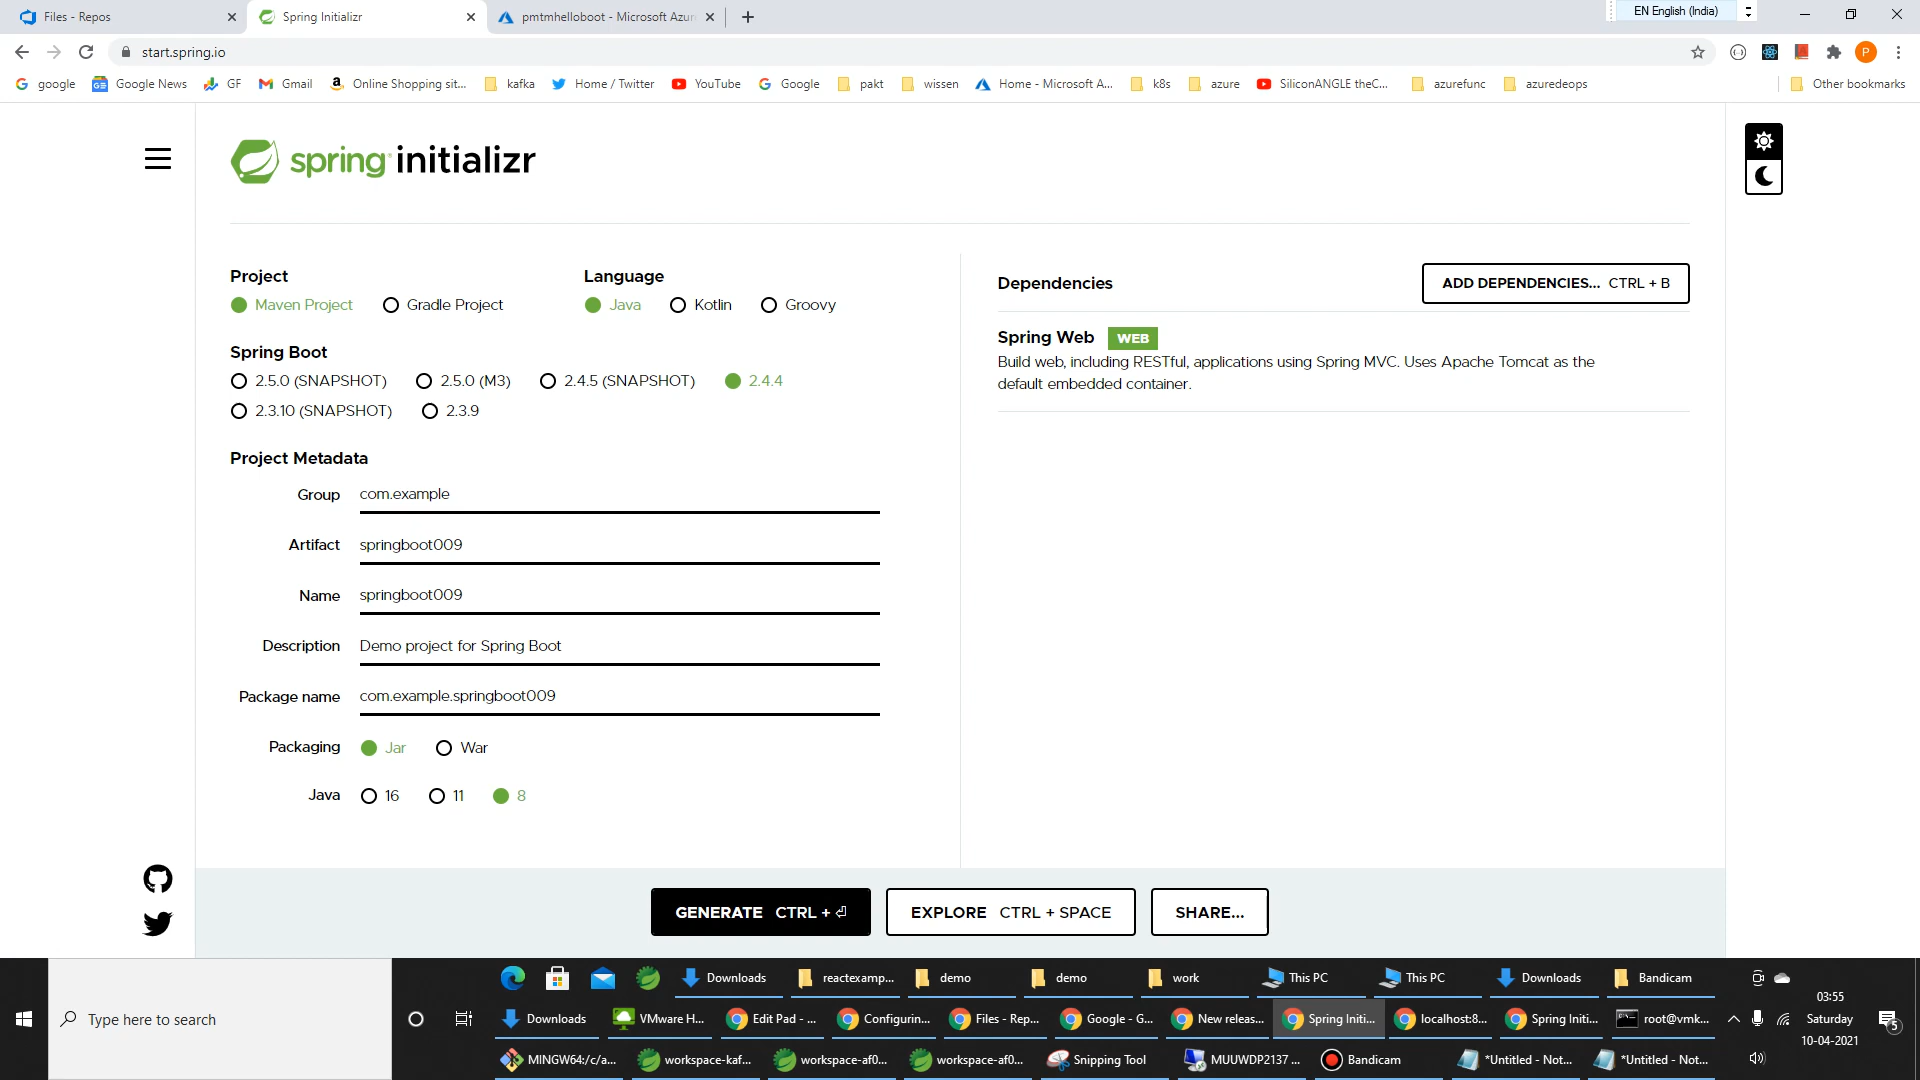 Files - Repos
Spring Initializr
pmtmhelloboot - Microsoft Azur
EN English (India)
start.spring.io
P
google
Google News
GF
Gmail
Online Shopping sit...
kafka
Home / Twitter
YouTube
Google
pakt
wissen
Home - Microsoft A...
k8s
azure
SiliconANGLE theC...
azurefunc
azuredeops
Other bookmarks
spring initializr
Project
Maven Project
Gradle Project
Language
Java
Kotlin
Groovy
Spring Boot
2.5.0 (SNAPSHOT)
2.5.0 (M3)
2.4.5 (SNAPSHOT)
2.4.4
2.3.10 (SNAPSHOT)
2.3.9
Project Metadata
Group com.example
Artifact springboot009
Name springboot009
Description Demo project for Spring Boot
Package name com.example.springboot009
Packaging Jar War
Java 16 11 8
Dependencies
ADD DEPENDENCIES... CTRL + B
Spring Web WEB
Build web, including RESTful, applications using Spring MVC. Uses Apache Tomcat as the
default embedded container.
GENERATE CTRL + ⏎
EXPLORE CTRL + SPACE
SHARE...
Type here to search
Downloads
reactexamp...
demo
demo
work
This PC
This PC
Downloads
Bandicam
Downloads
VMware H...
Edit Pad - ...
Configurin...
Files - Rep...
Google - G...
New releas...
Spring Initi...
localhost:8...
Spring Initi...
root@vmk...
MINGW64:/c/a...
workspace-kaf...
workspace-af0...
workspace-af0...
Snipping Tool
MUUWDP2137 ...
Bandicam
*Untitled - Not...
*Untitled - Not...
03:55
Saturday
10-04-2021
5